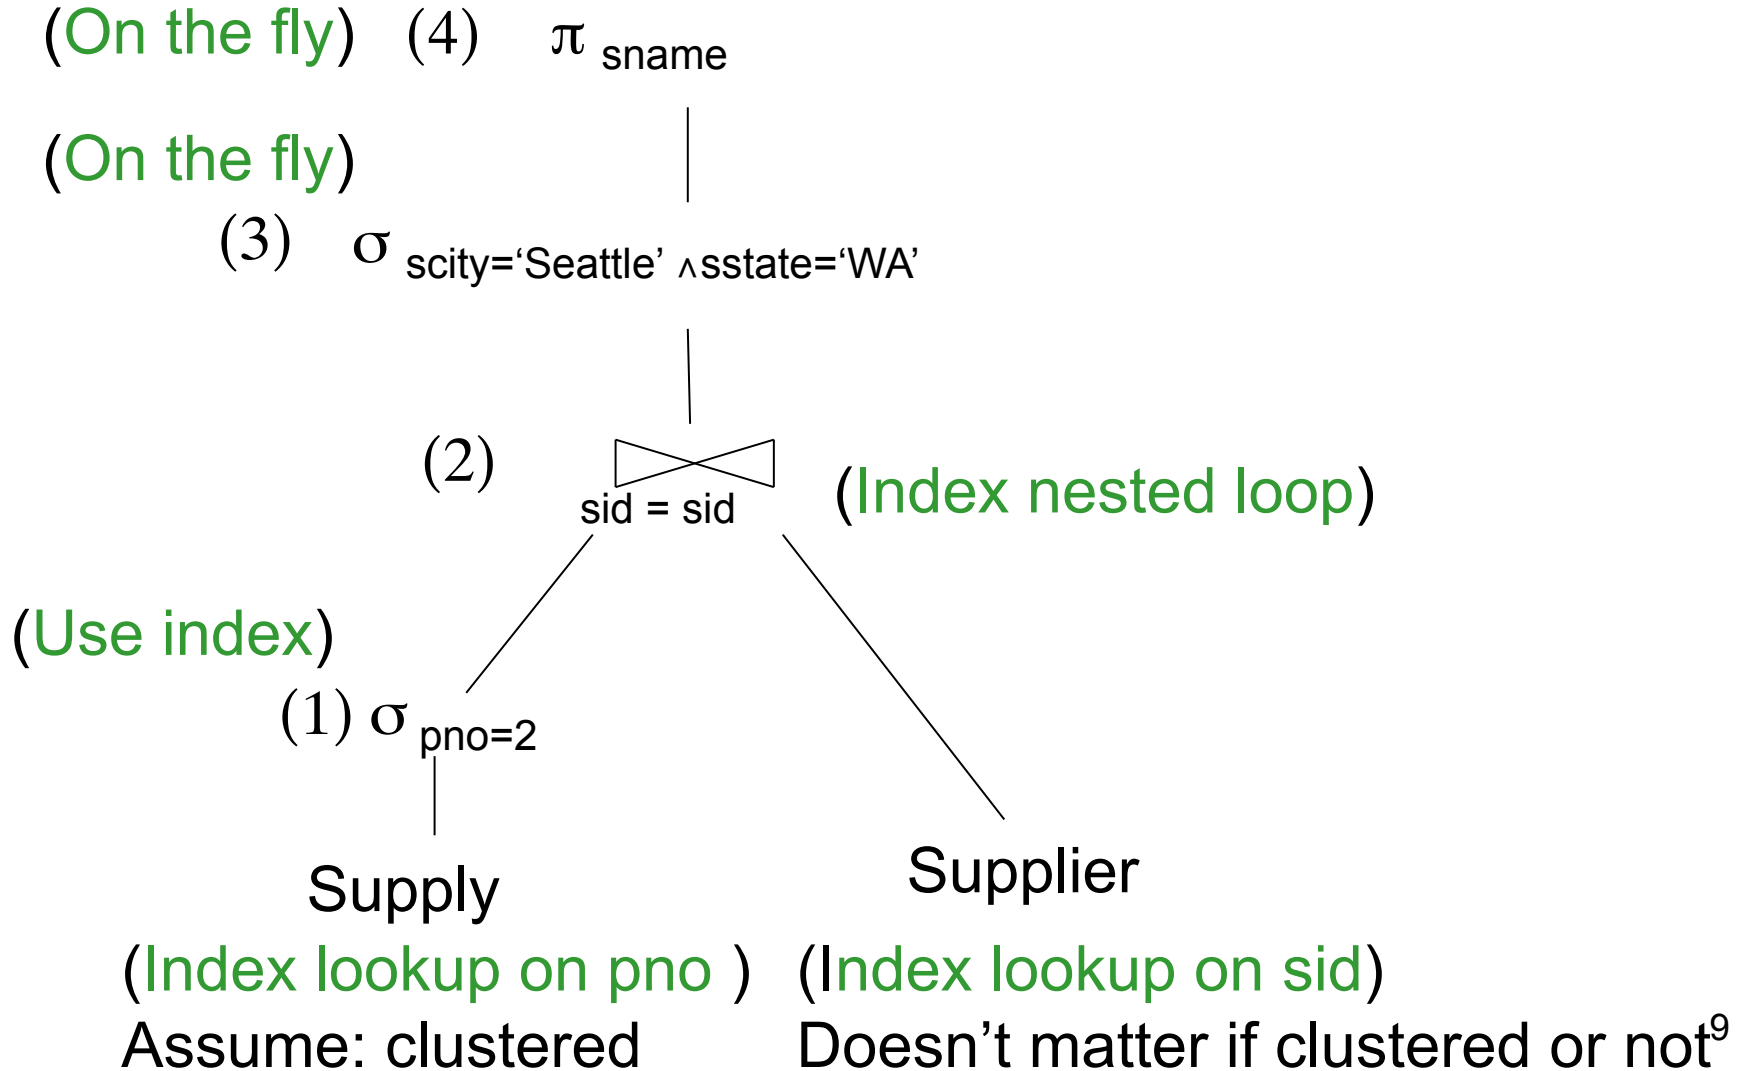 (On the fly) (4) π sname
(On the fly)
(3) σ scity=‘Seattle’ ∧sstate=‘WA’
(2)
sid = sid
(Index nested loop)
(Use index)
(1) σ pno=2
Supply
Supplier
(Index lookup on pno )
(Index lookup on sid)
Assume: clustered
Doesn’t matter if clustered or not
9